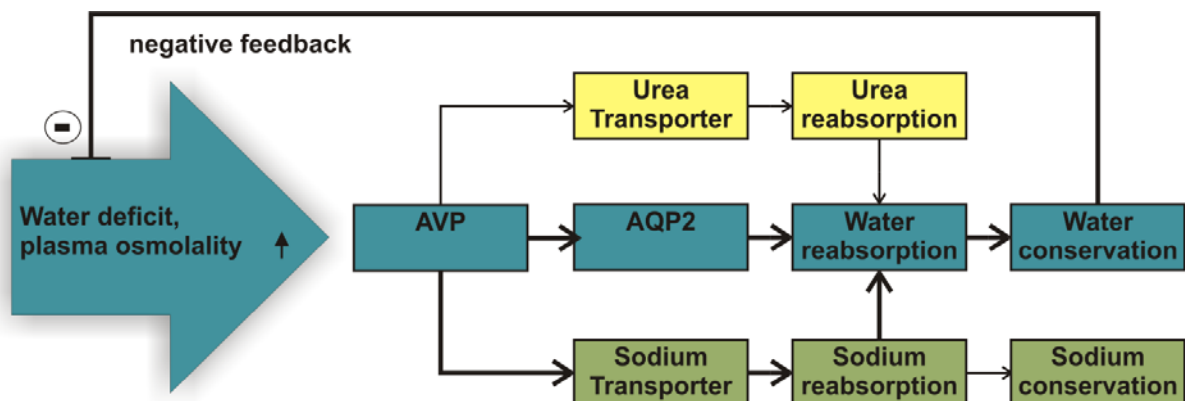 negative feedback
-
Urea
Transporter
Urea
reabsorption
Water deficit,
plasma osmolality
AVP
AQP2
Water
reabsorption
Water
conservation
Sodium
Transporter
Sodium
reabsorption
Sodium
conservation